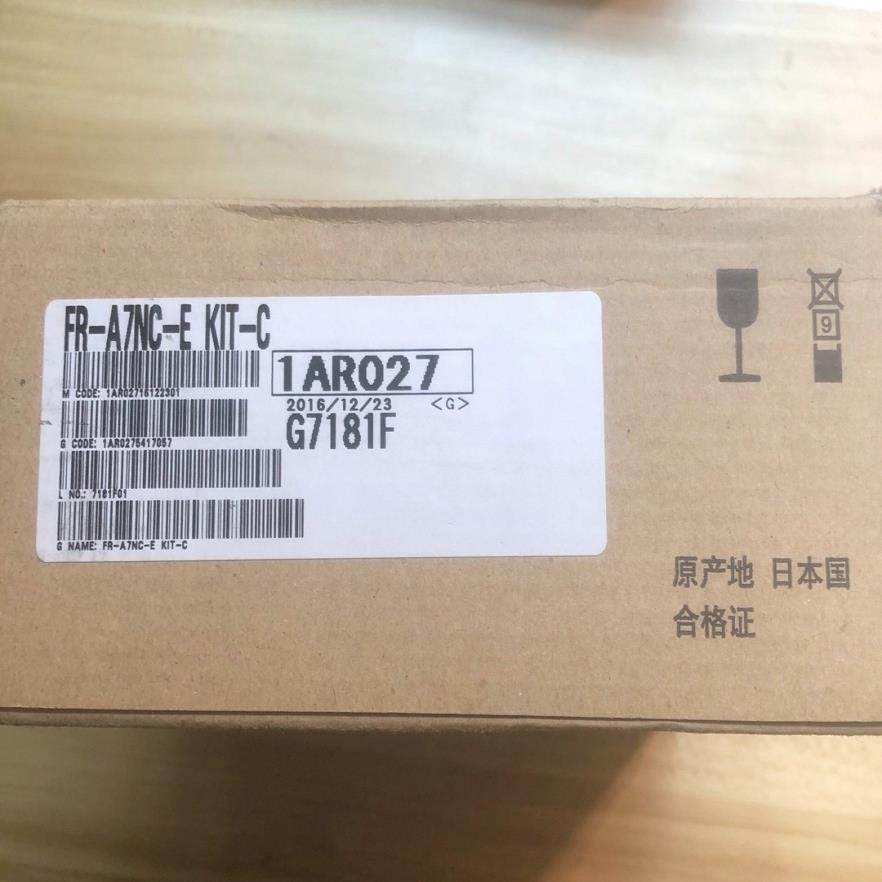 FR-A7NC-E KIT-C
1AR027
M CODE: 1AR02716122301
2016/12/23 <G>
G7181F
G CODE: 1AR0275417057
L NO.: 7181F01
G NAME: FR-A7NC-E KIT-C
9
原产地 日本国
合格证